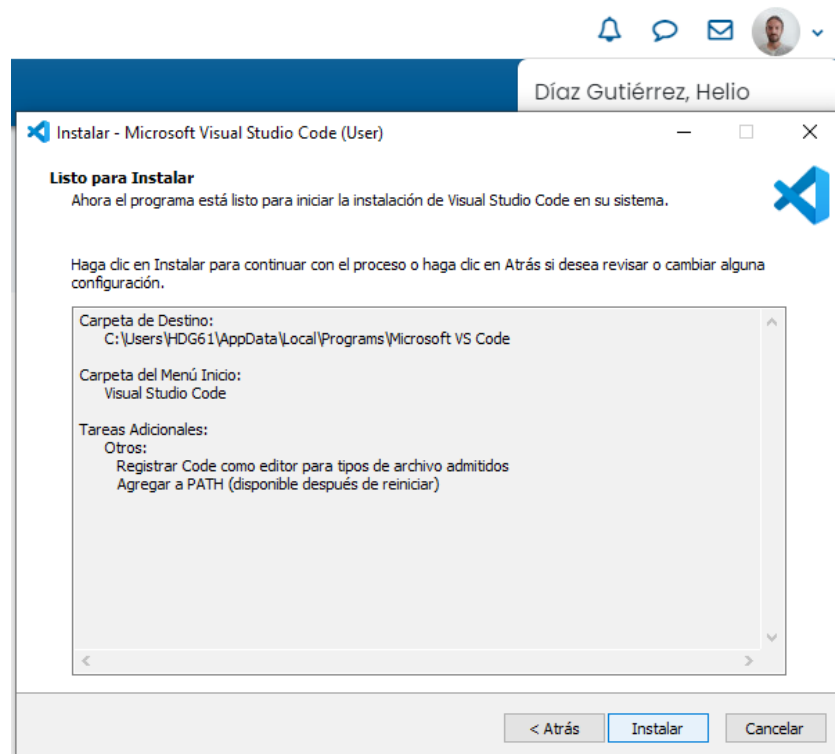 Díaz Gutiérrez, Helio
Instalar - Microsoft Visual Studio Code (User)
Listo para Instalar
Ahora el programa está listo para iniciar la instalación de Visual Studio Code en su sistema.
Haga clic en Instalar para continuar con el proceso o haga clic en Atrás si desea revisar o cambiar alguna
configuración.
Carpeta de Destino:
C:\Users\HDG61\AppData\Local\Programs\Microsoft VS Code
Carpeta del Menú Inicio:
Visual Studio Code
Tareas Adicionales:
Otros:
Registrar Code como editor para tipos de archivo admitidos
Agregar a PATH (disponible después de reiniciar)
< Atrás
Instalar
Cancelar